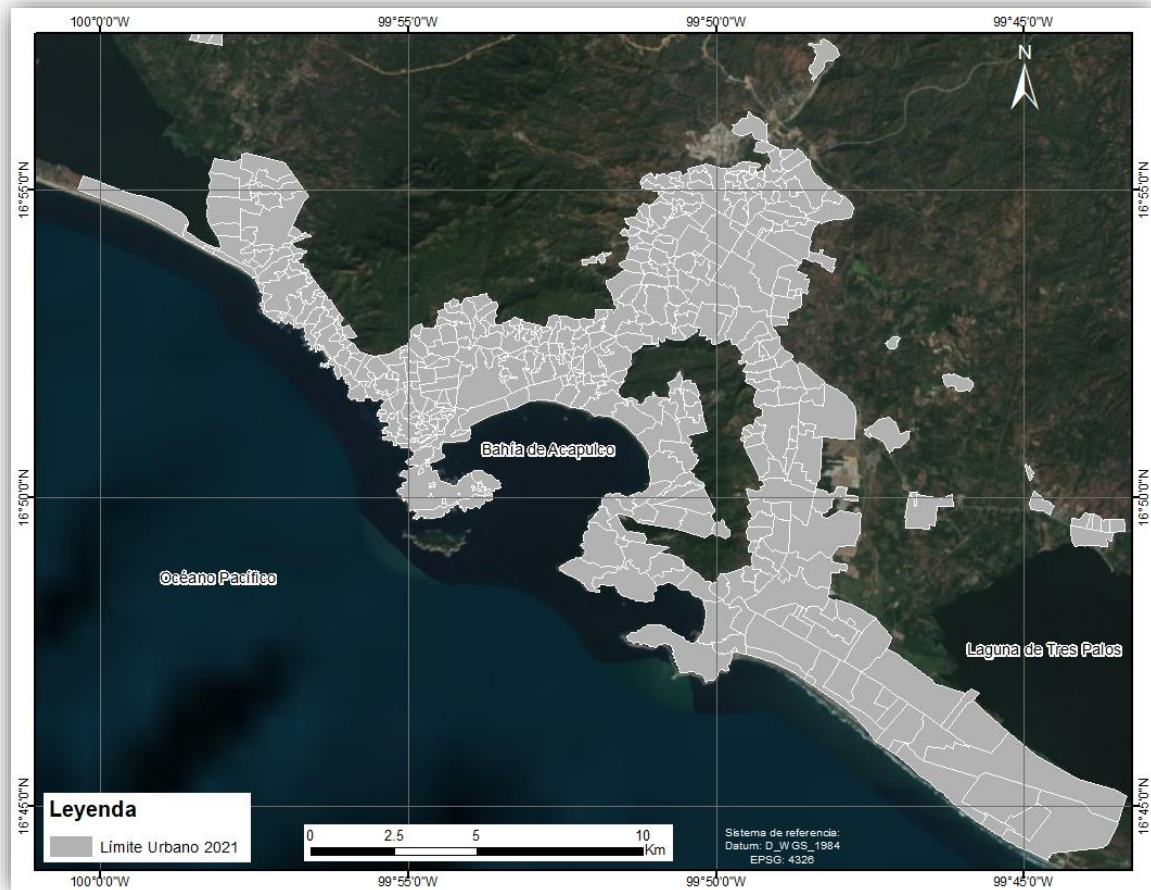 100°0'0"W 99°55'0"W 99°50'0"W 99°45'0"W
N
16°55'0"N 16°55'0"N
Bahía de Acapulco
16°50'0"N 16°50'0"N
Océano Pacífico
Laguna de Tres Palos
16°45'0"N 16°45'0"N
Leyenda
Límite Urbano 2021
0 2.5 5 10
Km
Sistema de referencia:
Datum: D_WGS_1984
EPSG: 4326
100°0'0"W 99°55'0"W 99°50'0"W 99°45'0"W